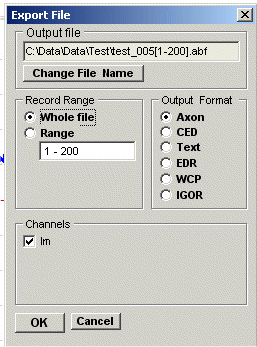 Export File
Output file
C:\Data\Data\Test\test_005[1-200].abf
Change File Name
Record Range
Whole file
Range
1 - 200
Output Format
Axon
CED
Text
EDR
WCP
IGOR
Channels
Im
OK
Cancel